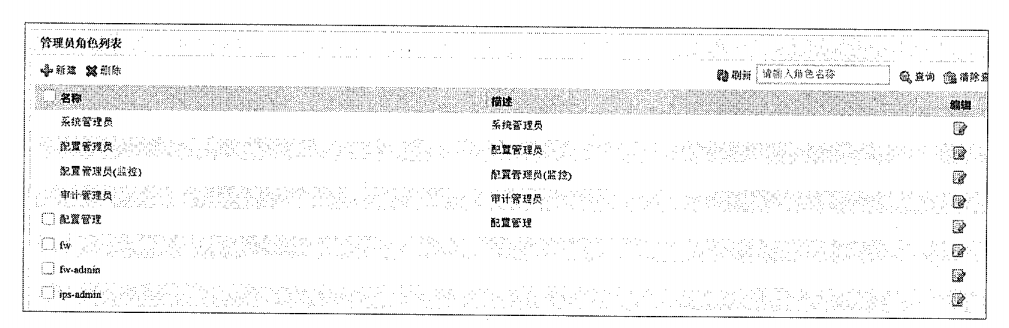 管理员角色列表
新建 删除 刷新 请输入角色名称 查询 清除查
名称 描述 编辑
系统管理员 系统管理员
配置管理员 配置管理员
配置管理员(监控) 配置管理员(监控)
审计管理员 审计管理员
配置管理 配置管理
fw
fw-admin
ips-admin